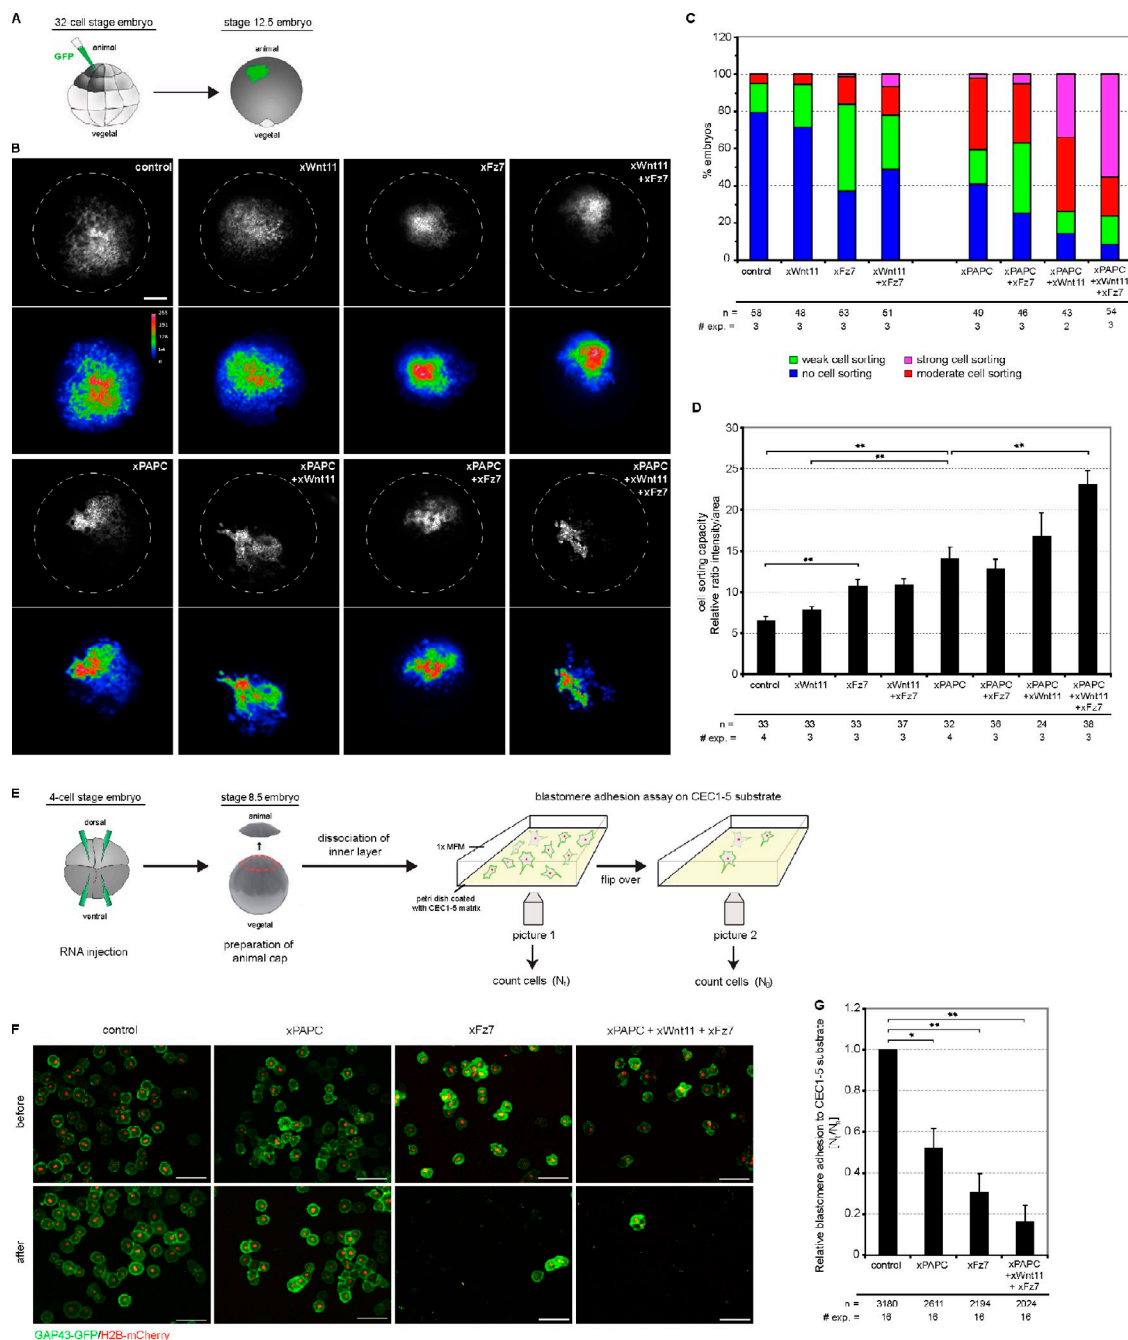 A
32-cell stage embryo
stage 12.5 embryo
animal
GFP
animal
vegetal
vegetal
B
control
xWnt11
xFz7
xWnt11
+xFz7
255
191
128
64
0
xPAPC
xPAPC
+xWnt11
xPAPC
+xFz7
xPAPC
+xWnt11
+xFz7
C
% embryos
120
100
80
60
40
20
0
control
xWnt11
xFz7
xWnt11
+xFz7
xPAPC
xPAPC
+xFz7
xPAPC
+xWnt11
xPAPC
+xWnt11
+xFz7
n = 58 48 63 51 49 46 43 54
# exp. = 3 3 3 3 3 3 2 3
weak cell sorting
strong cell sorting
no cell sorting
moderate cell sorting
D
cell sorting capacity
Relative ratio intensity/area
30
25
20
15
10
5
0
**
**
**
**
control
xWnt11
xFz7
xWnt11
+xFz7
xPAPC
xPAPC
+xFz7
xPAPC
+xWnt11
xPAPC
+xWnt11
+xFz7
n = 33 33 33 37 32 36 24 38
# exp. = 4 3 3 3 4 3 3 3
E
4-cell stage embryo
dorsal
ventral
RNA injection
stage 8.5 embryo
animal
vegetal
preparation of
animal cap
dissociation of
inner layer
blastomere adhesion assay on CEC1-5 substrate
1x MFM
petri dish coated
with CEC1-5 matrix
flip over
picture 1
picture 2
count cells (Nt)
count cells (N0)
F
control
xPAPC
xFz7
xPAPC + xWnt11 + xFz7
before
after
GAP43-GFP/H2B-mCherry
G
Relative blastomere adhesion to CEC1-5 substrate
[Nt/N0]
1.2
1.0
0.8
0.6
0.4
0.2
0
*
**
**
control
xPAPC
xFz7
xPAPC
+xWnt11
+ xFz7
n = 3180 2611 2194 2024
# exp. = 16 16 16 16